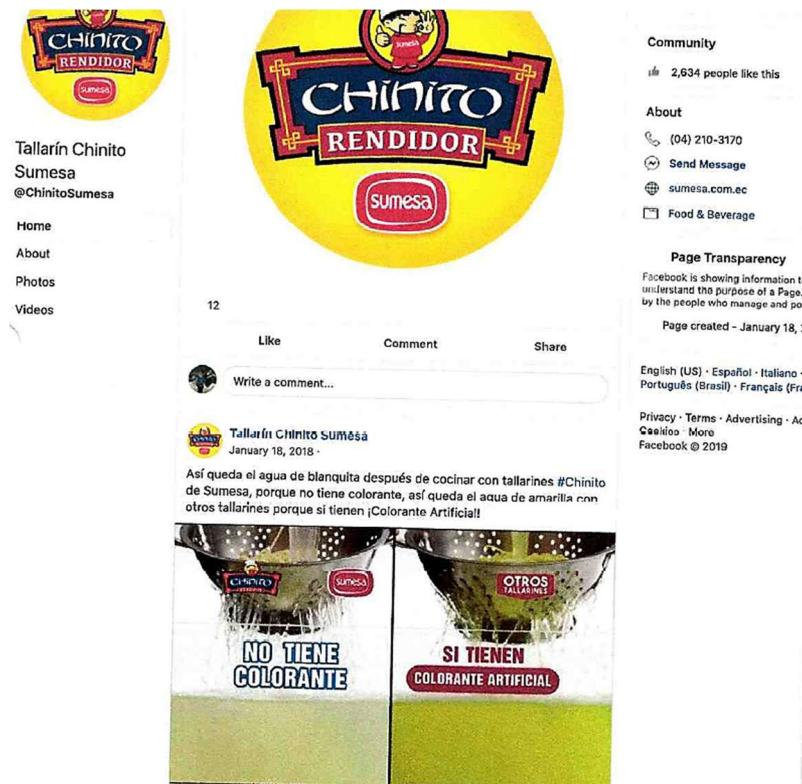 CHINITO
RENDIDOR
sumesa
Tallarín Chinito
Sumesa
@ChinitoSumesa
Home
About
Photos
Videos
sumesa
CHINITO
RENDIDOR
sumesa
12
Like Comment Share
Write a comment...
Tallarín Chinito Sumesa
January 18, 2018 ·
Así queda el agua de blanquita después de cocinar con tallarines #Chinito
de Sumesa, porque no tiene colorante, así queda el agua de amarilla con
otros tallarines porque si tienen ¡Colorante Artificial!
CHINITO
RENDIDOR
sumesa
NO TIENE
COLORANTE
OTROS
TALLARINES
SI TIENEN
COLORANTE ARTIFICIAL
Community
2,634 people like this
About
(04) 210-3170
Send Message
sumesa.com.ec
Food & Beverage
Page Transparency
Facebook is showing information t
understand the purpose of a Page.
by the people who manage and po
Page created - January 18,
English (US) · Español · Italiano ·
Português (Brasil) · Français (Fra
Privacy · Terms · Advertising · Ad
Cookies · More
Facebook © 2019